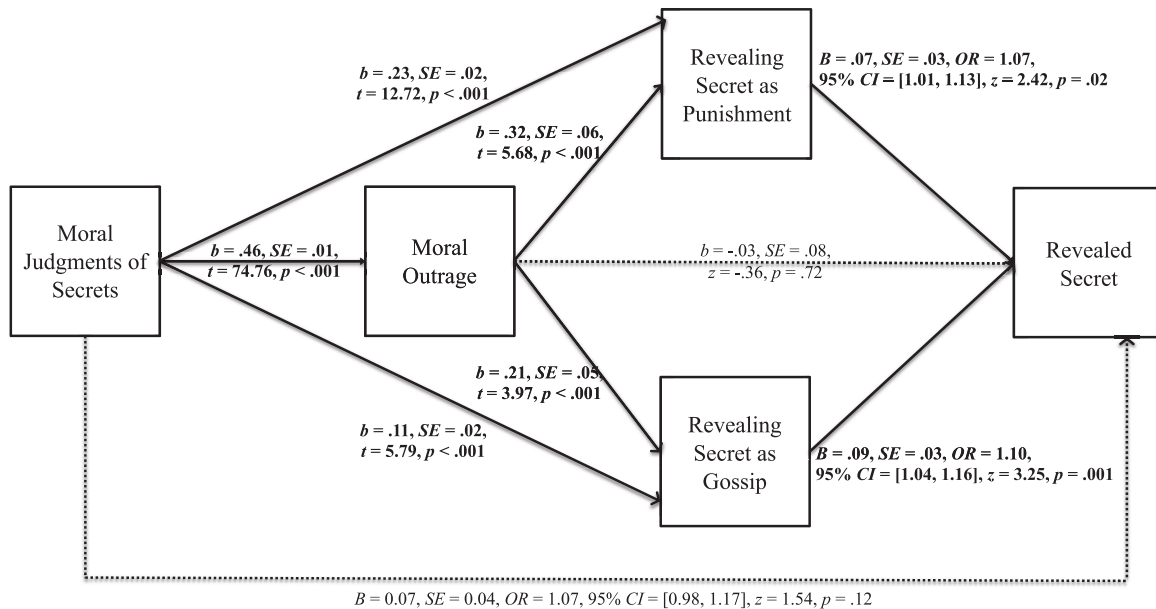 Revealing
Secret as
Punishment
B = .07, SE = .03, OR = 1.07,
95% CI = [1.01, 1.13], z = 2.42, p = .02
b = .23, SE = .02,
t = 12.72, p < .001
b = .32, SE = .06,
t = 5.68, p < .001
Moral
Judgments of
Secrets
b = .46, SE = .01,
t = 74.76, p < .001
Moral
Outrage
b = -.03, SE = .08,
z = -.36, p = .72
Revealed
Secret
b = .21, SE = .05,
t = 3.97, p < .001
b = .11, SE = .02,
t = 5.79, p < .001
Revealing
Secret as
Gossip
B = .09, SE = .03, OR = 1.10,
95% CI = [1.04, 1.16], z = 3.25, p = .001
B = 0.07, SE = 0.04, OR = 1.07, 95% CI = [0.98, 1.17], z = 1.54, p = .12